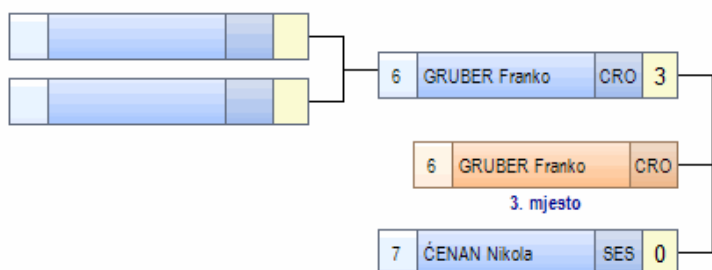 6 GRUBER Franko CRO 3
6 GRUBER Franko CRO
3. mjesto
7 ĆENAN Nikola SES 0